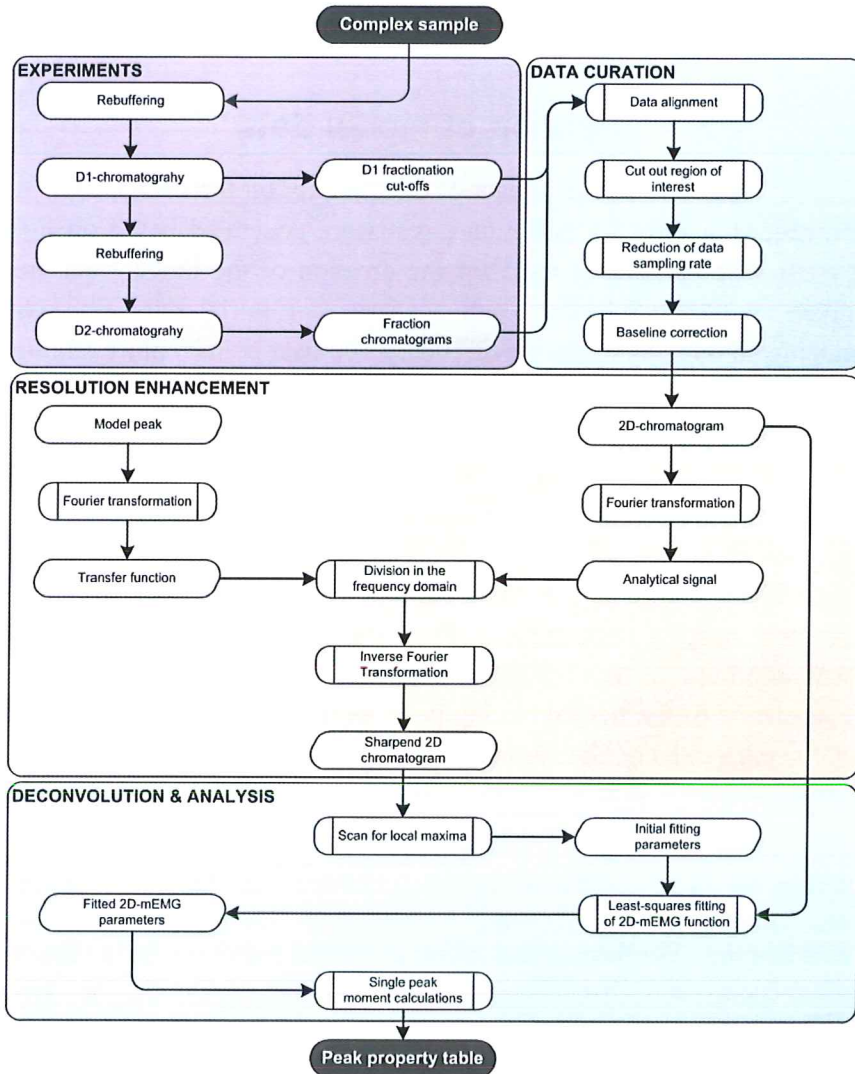 Complex sample
EXPERIMENTS
Rebuffering
D1-chromatograhy
D1 fractionation
cut-offs
Rebuffering
D2-chromatograhy
Fraction
chromatograms
DATA CURATION
Data alignment
Cut out region of
interest
Reduction of data
sampling rate
Baseline correction
RESOLUTION ENHANCEMENT
Model peak
2D-chromatogram
Fourier transformation
Fourier transformation
Transfer function
Division in the
frequency domain
Analytical signal
Inverse Fourier
Transformation
Sharpend 2D
chromatogram
DECONVOLUTION & ANALYSIS
Scan for local maxima
Initial fitting
parameters
Fitted 2D-mEMG
parameters
Least-squares fitting
of 2D-mEMG function
Single peak
moment calculations
Peak property table